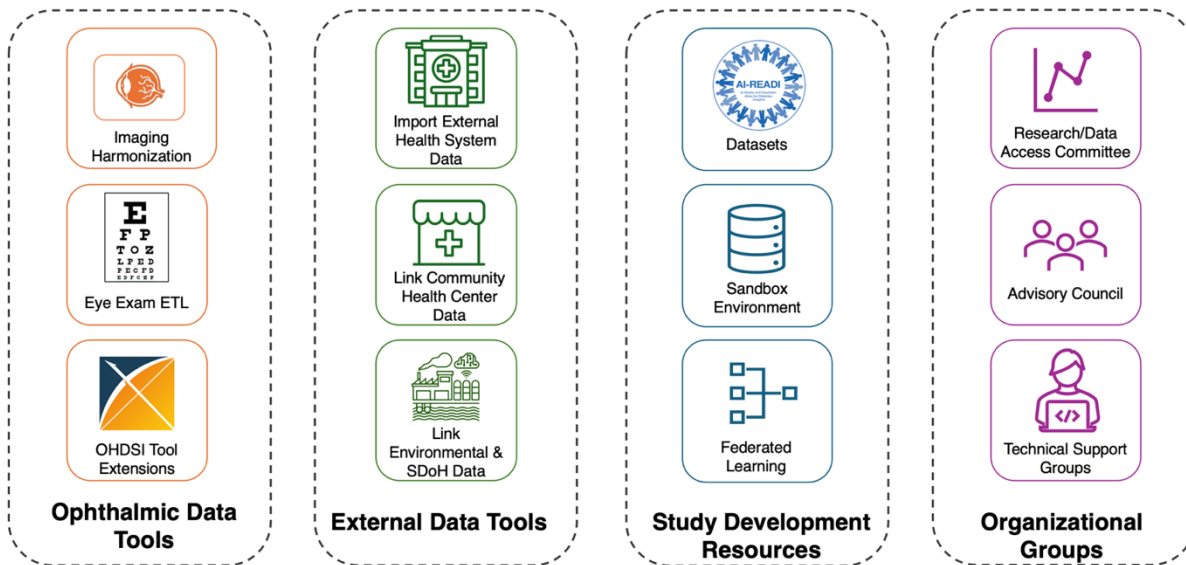 Imaging
Harmonization
E
F P
T O Z
L P E D
P E C F D
E D F C Z P
Eye Exam ETL
OHDSI Tool
Extensions
Ophthalmic Data
Tools
Import External
Health System
Data
Link Community
Health Center
Data
Link
Environmental &
SDoH Data
External Data Tools
AI-READI
Datasets
Sandbox
Environment
Federated
Learning
Study Development
Resources
Research/Data
Access Committee
Advisory Council
</>
Technical Support
Groups
Organizational
Groups